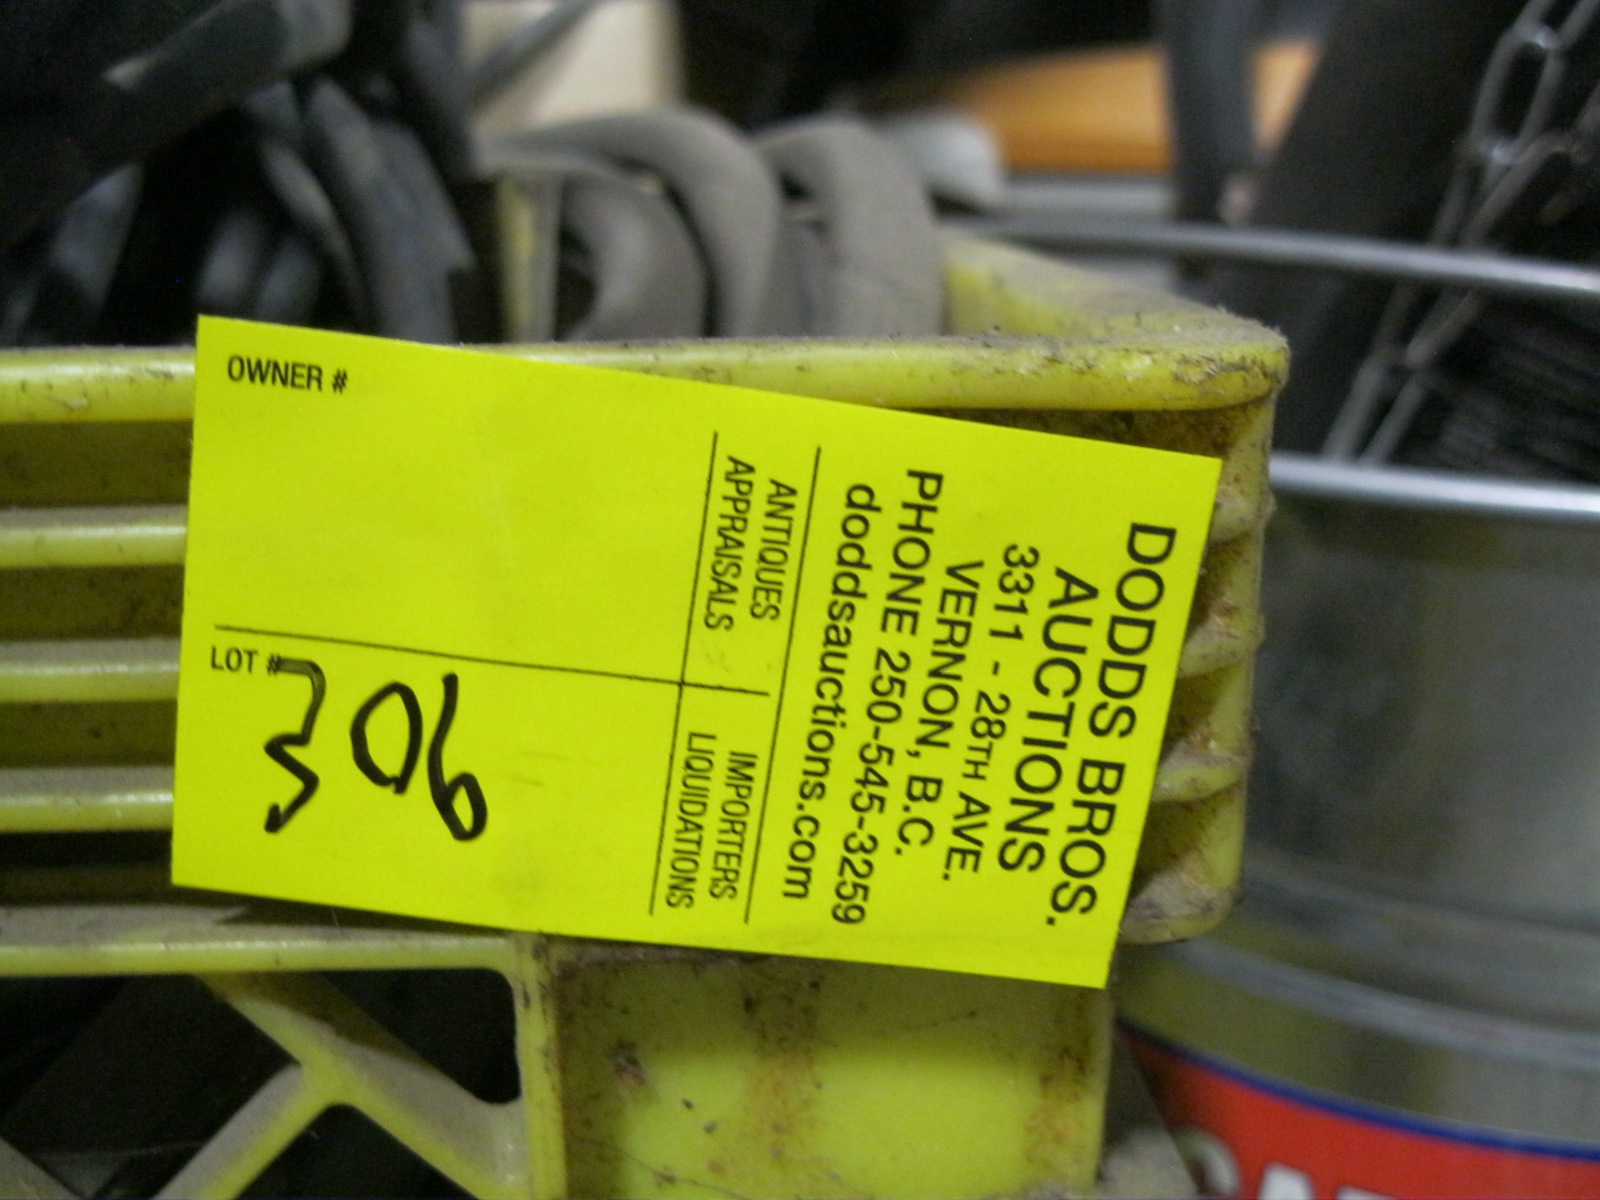 DODDS BROS.
AUCTIONS
3311 - 28TH AVE.
VERNON, B.C.
PHONE 250-545-3259
doddsauctions.com
ANTIQUES
APPRAISALS
IMPORTERS
LIQUIDATIONS
OWNER #
LOT # 306